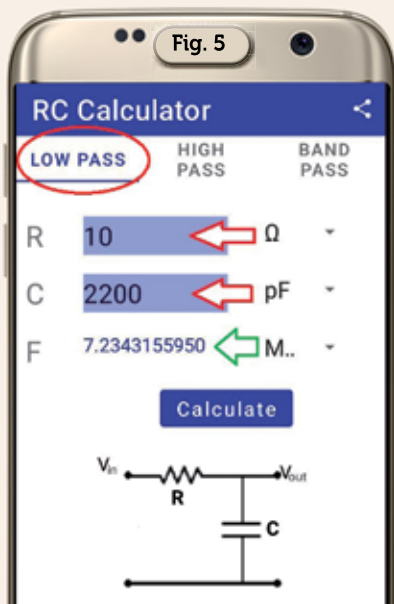 Fig. 5
RC Calculator
LOW PASS
HIGH PASS
BAND PASS
R 10 Ω
C 2200 pF
F 7.2343155950 M..
Calculate
Vin Vout
R
C